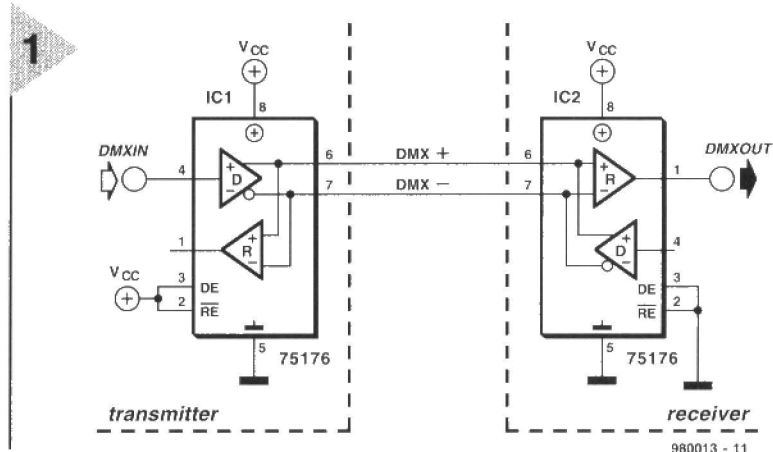 1
VCC
VCC
IC1
IC2
8
8
DMXIN
DMXOUT
4
+
D
−
6
DMX +
6
+
R
−
1
7
DMX −
7
1
R
+
−
+
D
−
4
VCC
3
DE
DE
3
2
RE
RE
2
5
75176
5
75176
transmitter
receiver
980013 - 11